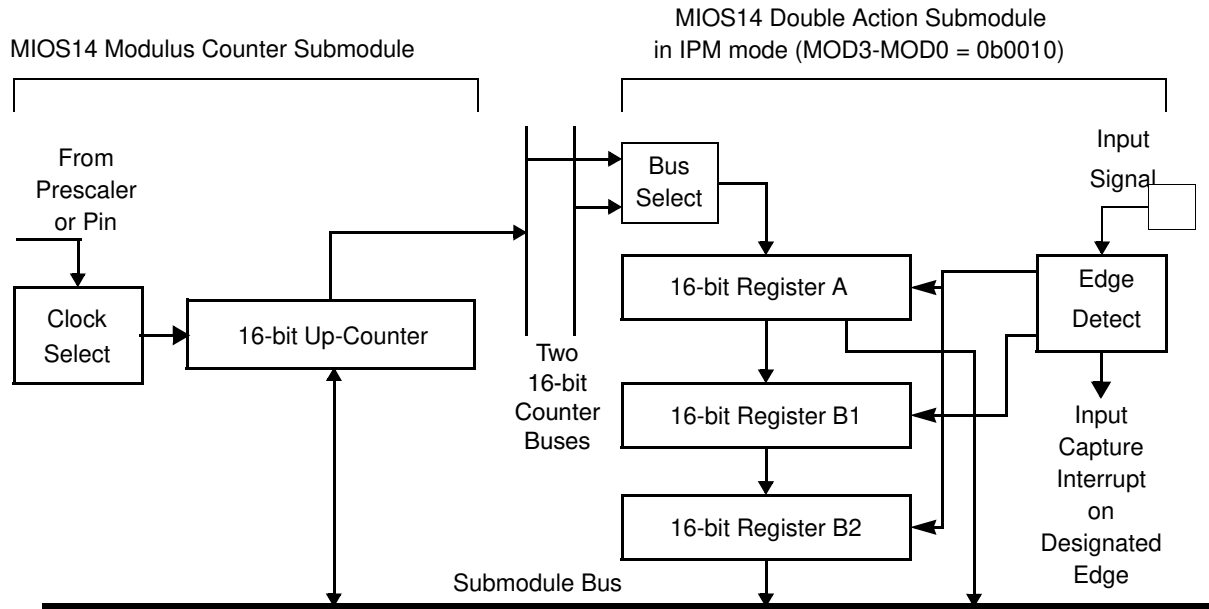 MIOS14 Modulus Counter Submodule
MIOS14 Double Action Submodule
in IPM mode (MOD3-MOD0 = 0b0010)
From
Prescaler
or Pin
Clock
Select
16-bit Up-Counter
Two
16-bit
Counter
Buses
Bus
Select
16-bit Register A
16-bit Register B1
16-bit Register B2
Input
Signal
Edge
Detect
Input
Capture
Interrupt
on
Designated
Edge
Submodule Bus